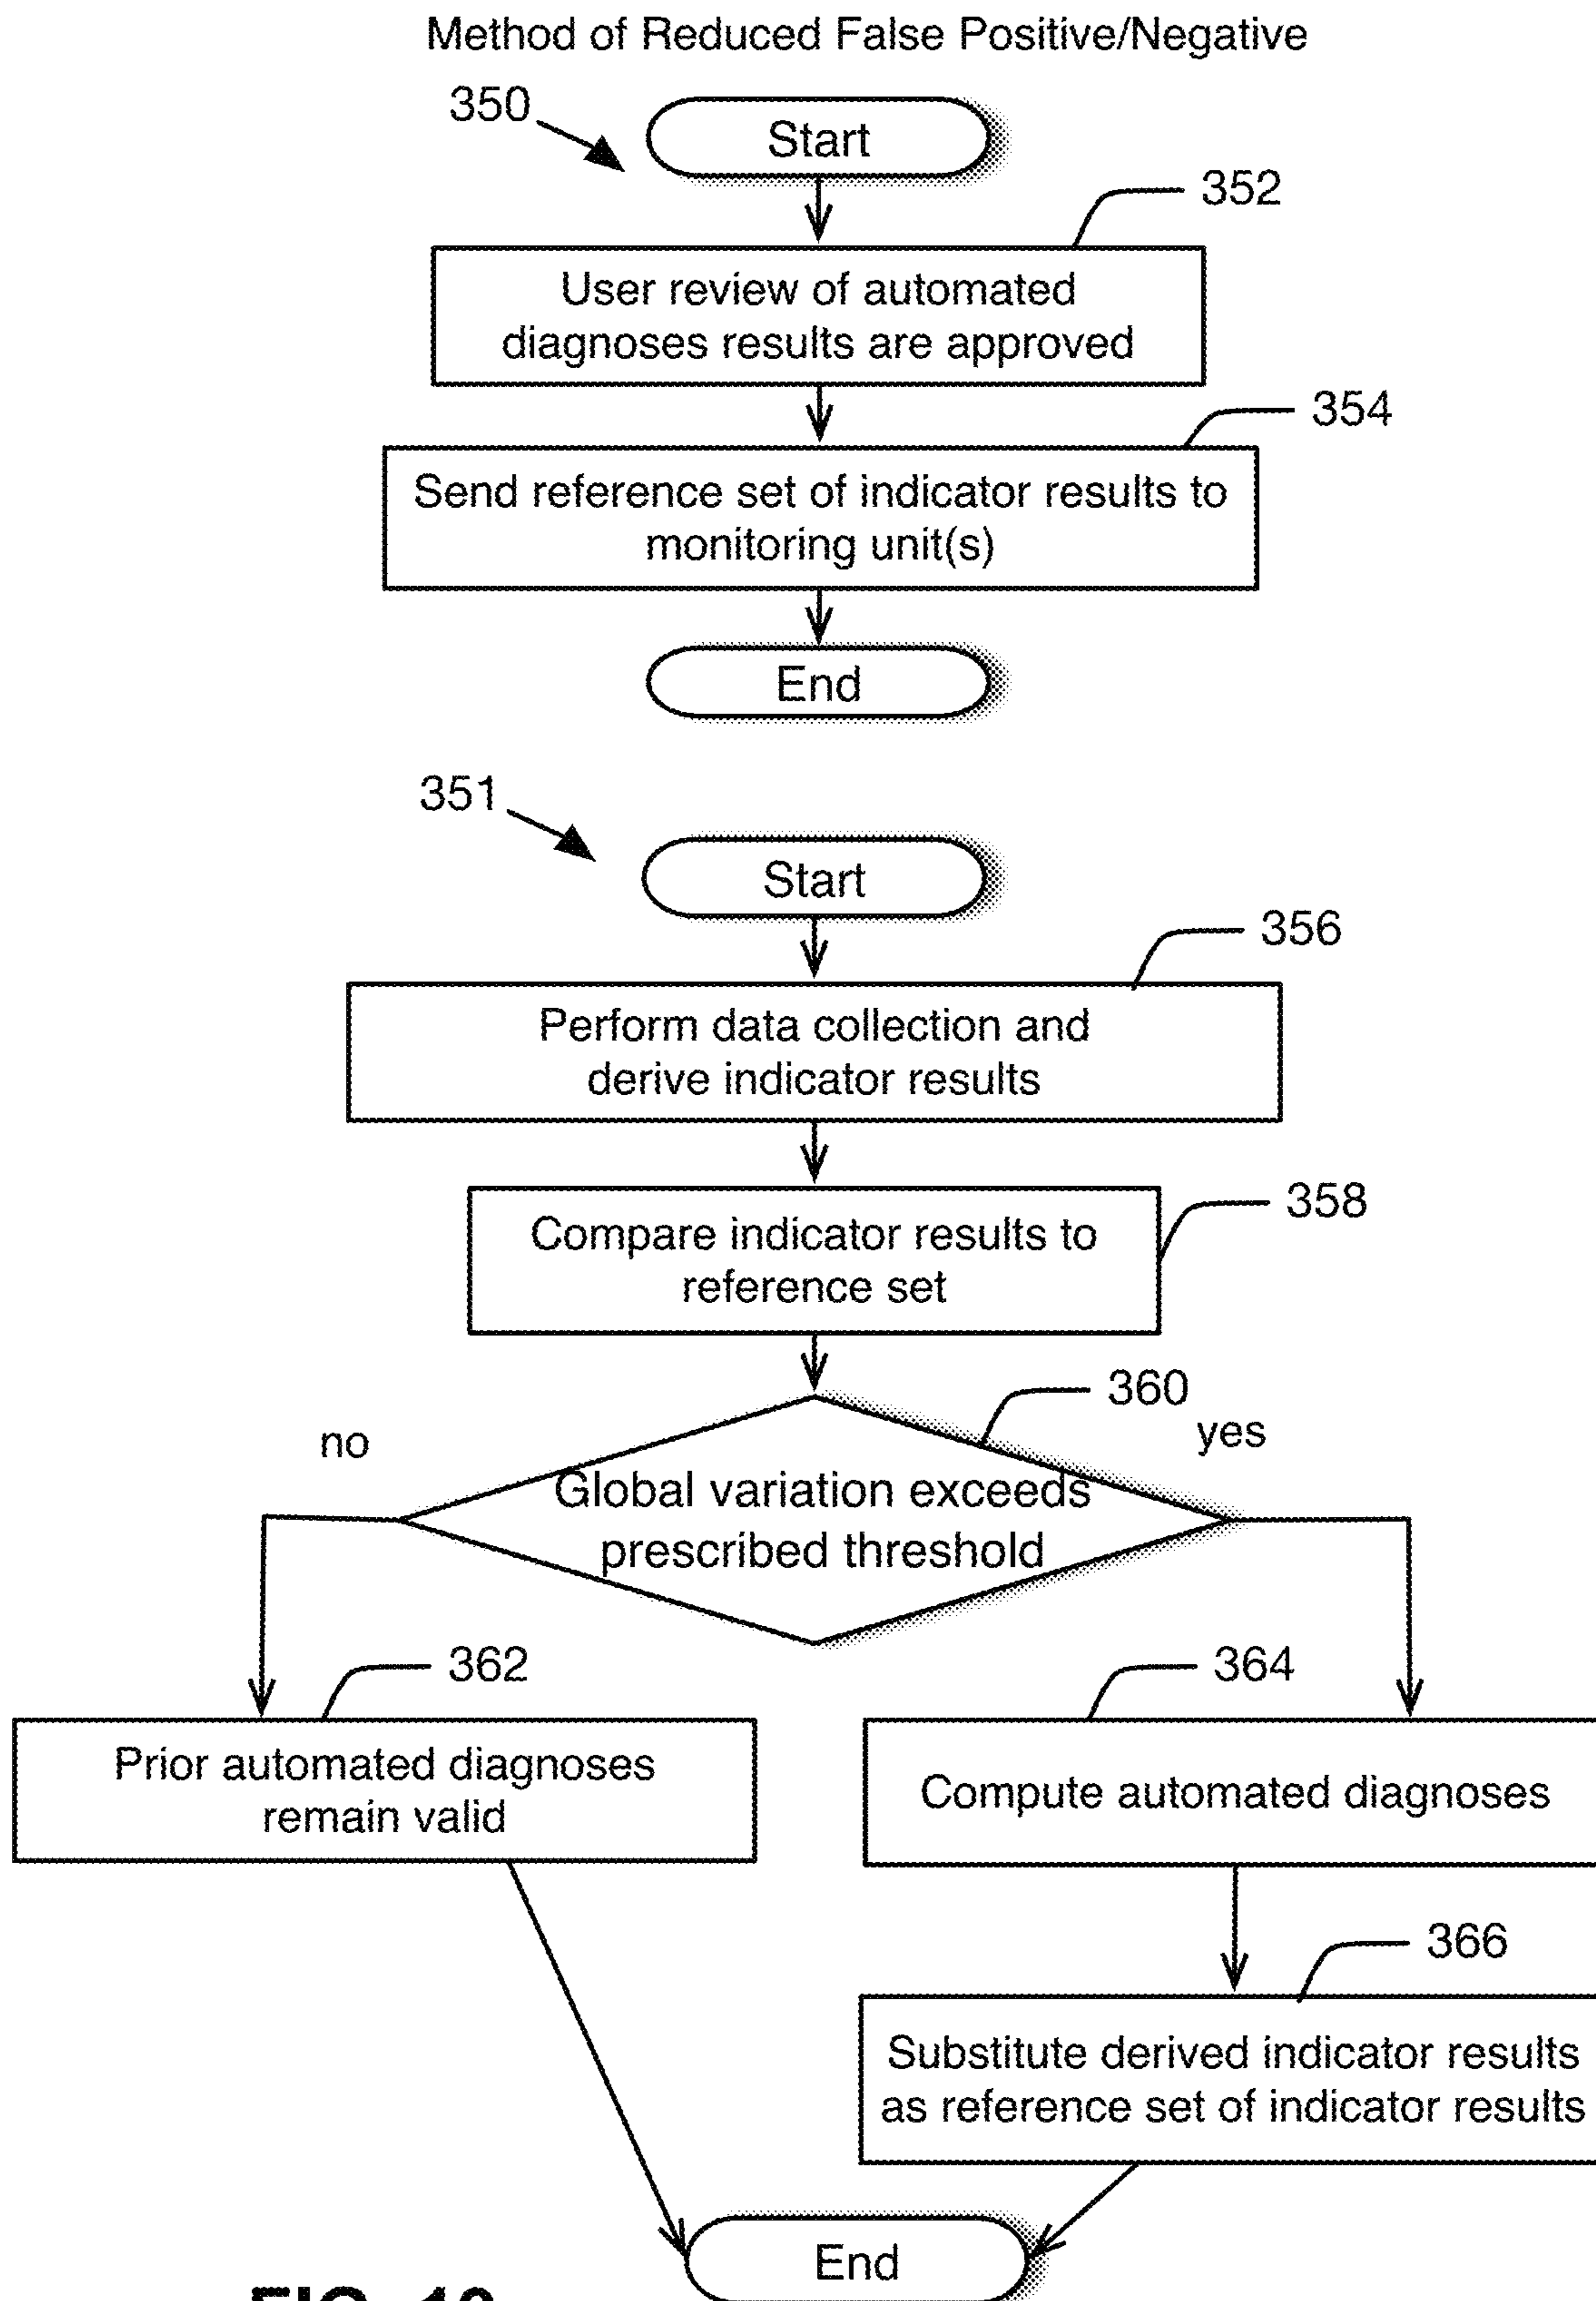 Method of Reduced False Positive/Negative
350
Start
352
User review of automated
diagnoses results are approved
354
Send reference set of indicator results to
monitoring unit(s)
End
351
Start
356
Perform data collection and
derive indicator results
358
Compare indicator results to
reference set
360
no
yes
Global variation exceeds
prescribed threshold
362
364
Prior automated diagnoses
remain valid
Compute automated diagnoses
366
Substitute derived indicator results
as reference set of indicator results
End
FIG.